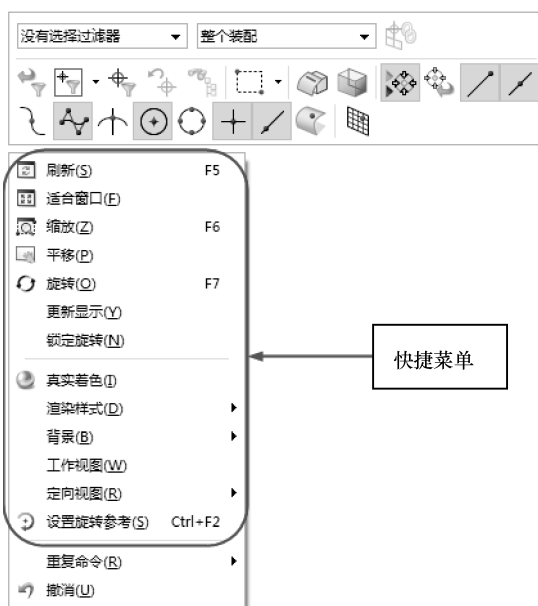 没有选择过滤器 整个装配
刷新(S) F5
适合窗口(F)
缩放(Z) F6
平移(P)
旋转(O) F7
更新显示(Y)
锁定旋转(N)
快捷菜单
真实着色(I)
渲染样式(D)
背景(B)
工作视图(W)
定向视图(R)
设置旋转参考(S) Ctrl+F2
重复命令(R)
撤消(U)